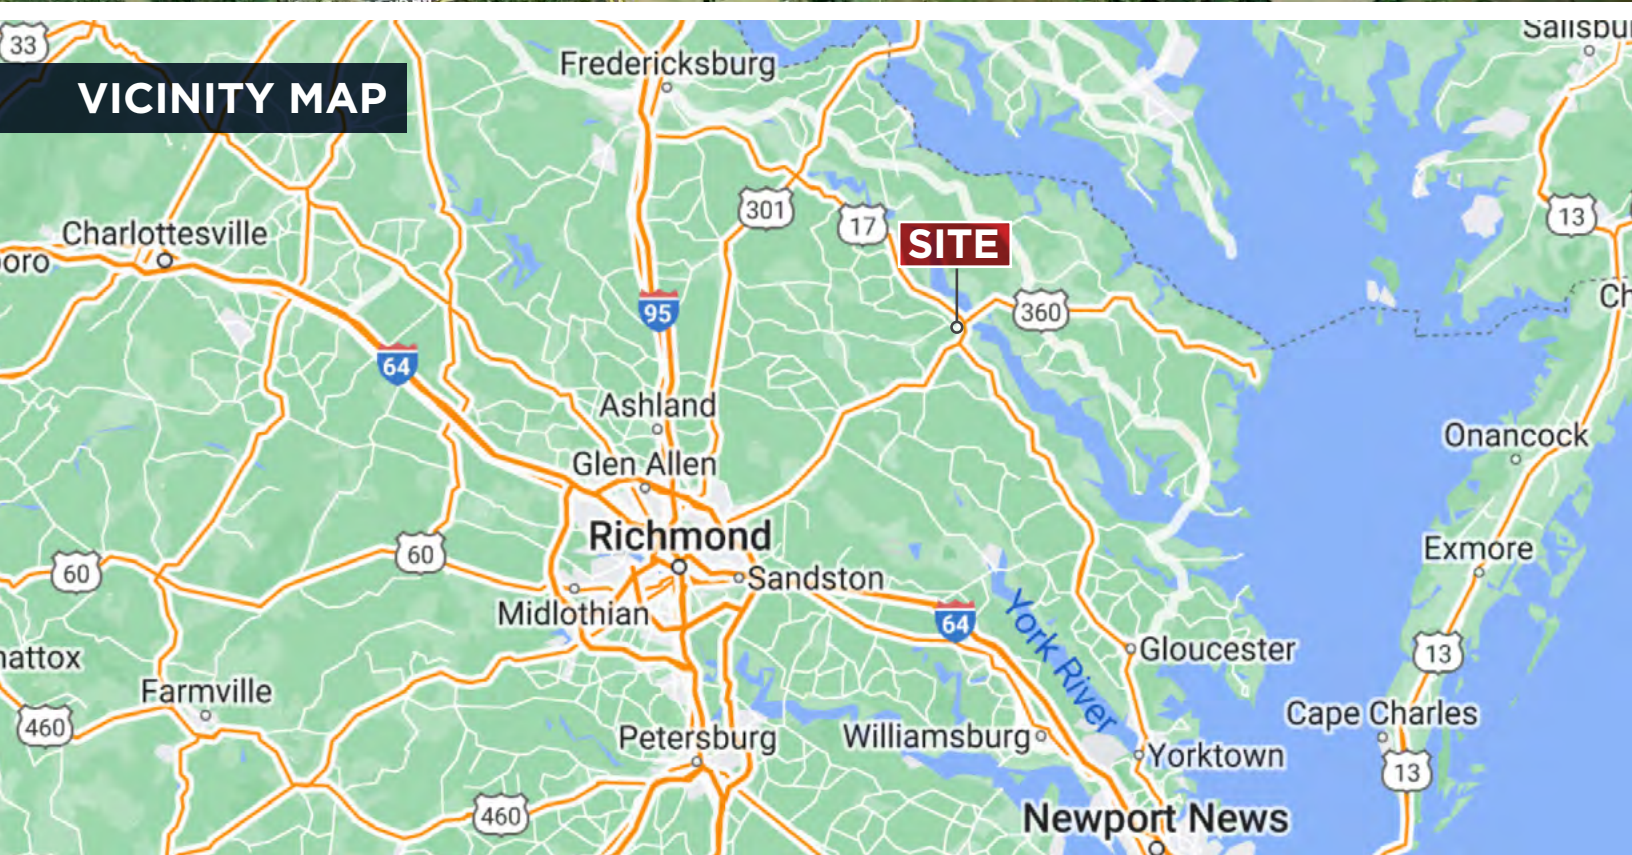 Salisbu
33
Fredericksburg
VICINITY MAP
301
17
13
Charlottesville
SITE
oro
Ch
95
360
64
Ashland
Onancock
Glen Allen
Richmond
60
Exmore
60
Sandston
Midlothian
64
York River
Gloucester
13
nattox
Farmville
460
Cape Charles
Petersburg
Williamsburg
Yorktown
13
460
Newport News